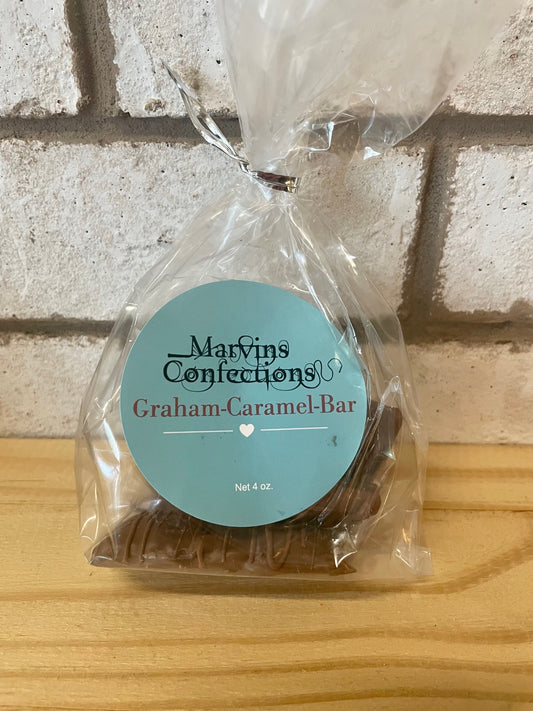 Marvins
Confections
Graham-Caramel-Bar
Net 4 oz.